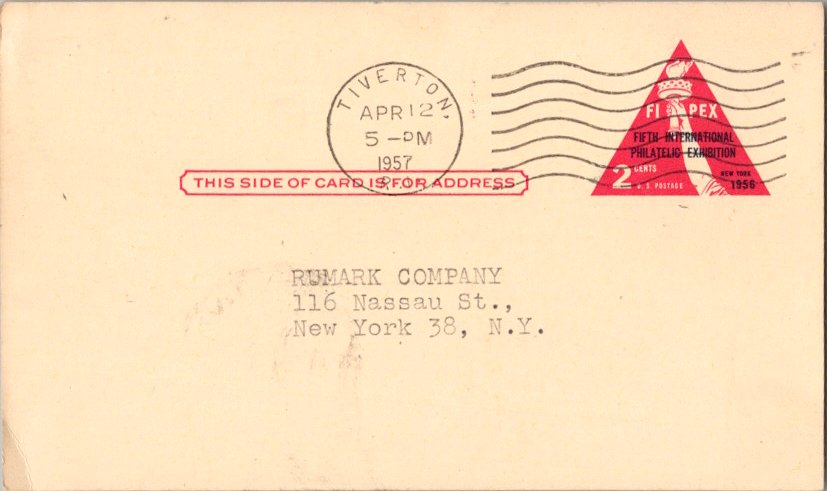 TIVERTON,
APR 12
5 - PM
1957
R.I.
THIS SIDE OF CARD IS FOR ADDRESS
FIPEX
FIFTH INTERNATIONAL
PHILATELIC EXHIBITION
2 CENTS
U.S. POSTAGE
NEW YORK
1956
RUMARK COMPANY
116 Nassau St.,
New York 38, N.Y.